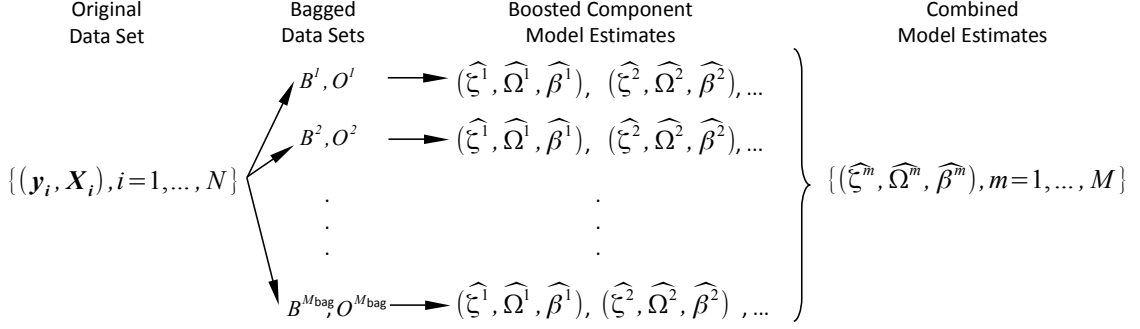 Original
Data Set
Bagged
Data Sets
Boosted Component
Model Estimates
Combined
Model Estimates
B¹, O¹
(ζ̂¹, Ω̂¹, β̂¹), (ζ̂², Ω̂², β̂²), ...
B², O²
(ζ̂¹, Ω̂¹, β̂¹), (ζ̂², Ω̂², β̂²), ...
{(yᵢ, Xᵢ), i=1,..., N}
{(ζ̂ᵐ, Ω̂ᵐ, β̂ᵐ), m=1,..., M}
. .
. .
. .
B^{M_bag}, O^{M_bag}
(ζ̂¹, Ω̂¹, β̂¹), (ζ̂², Ω̂², β̂²) , ...